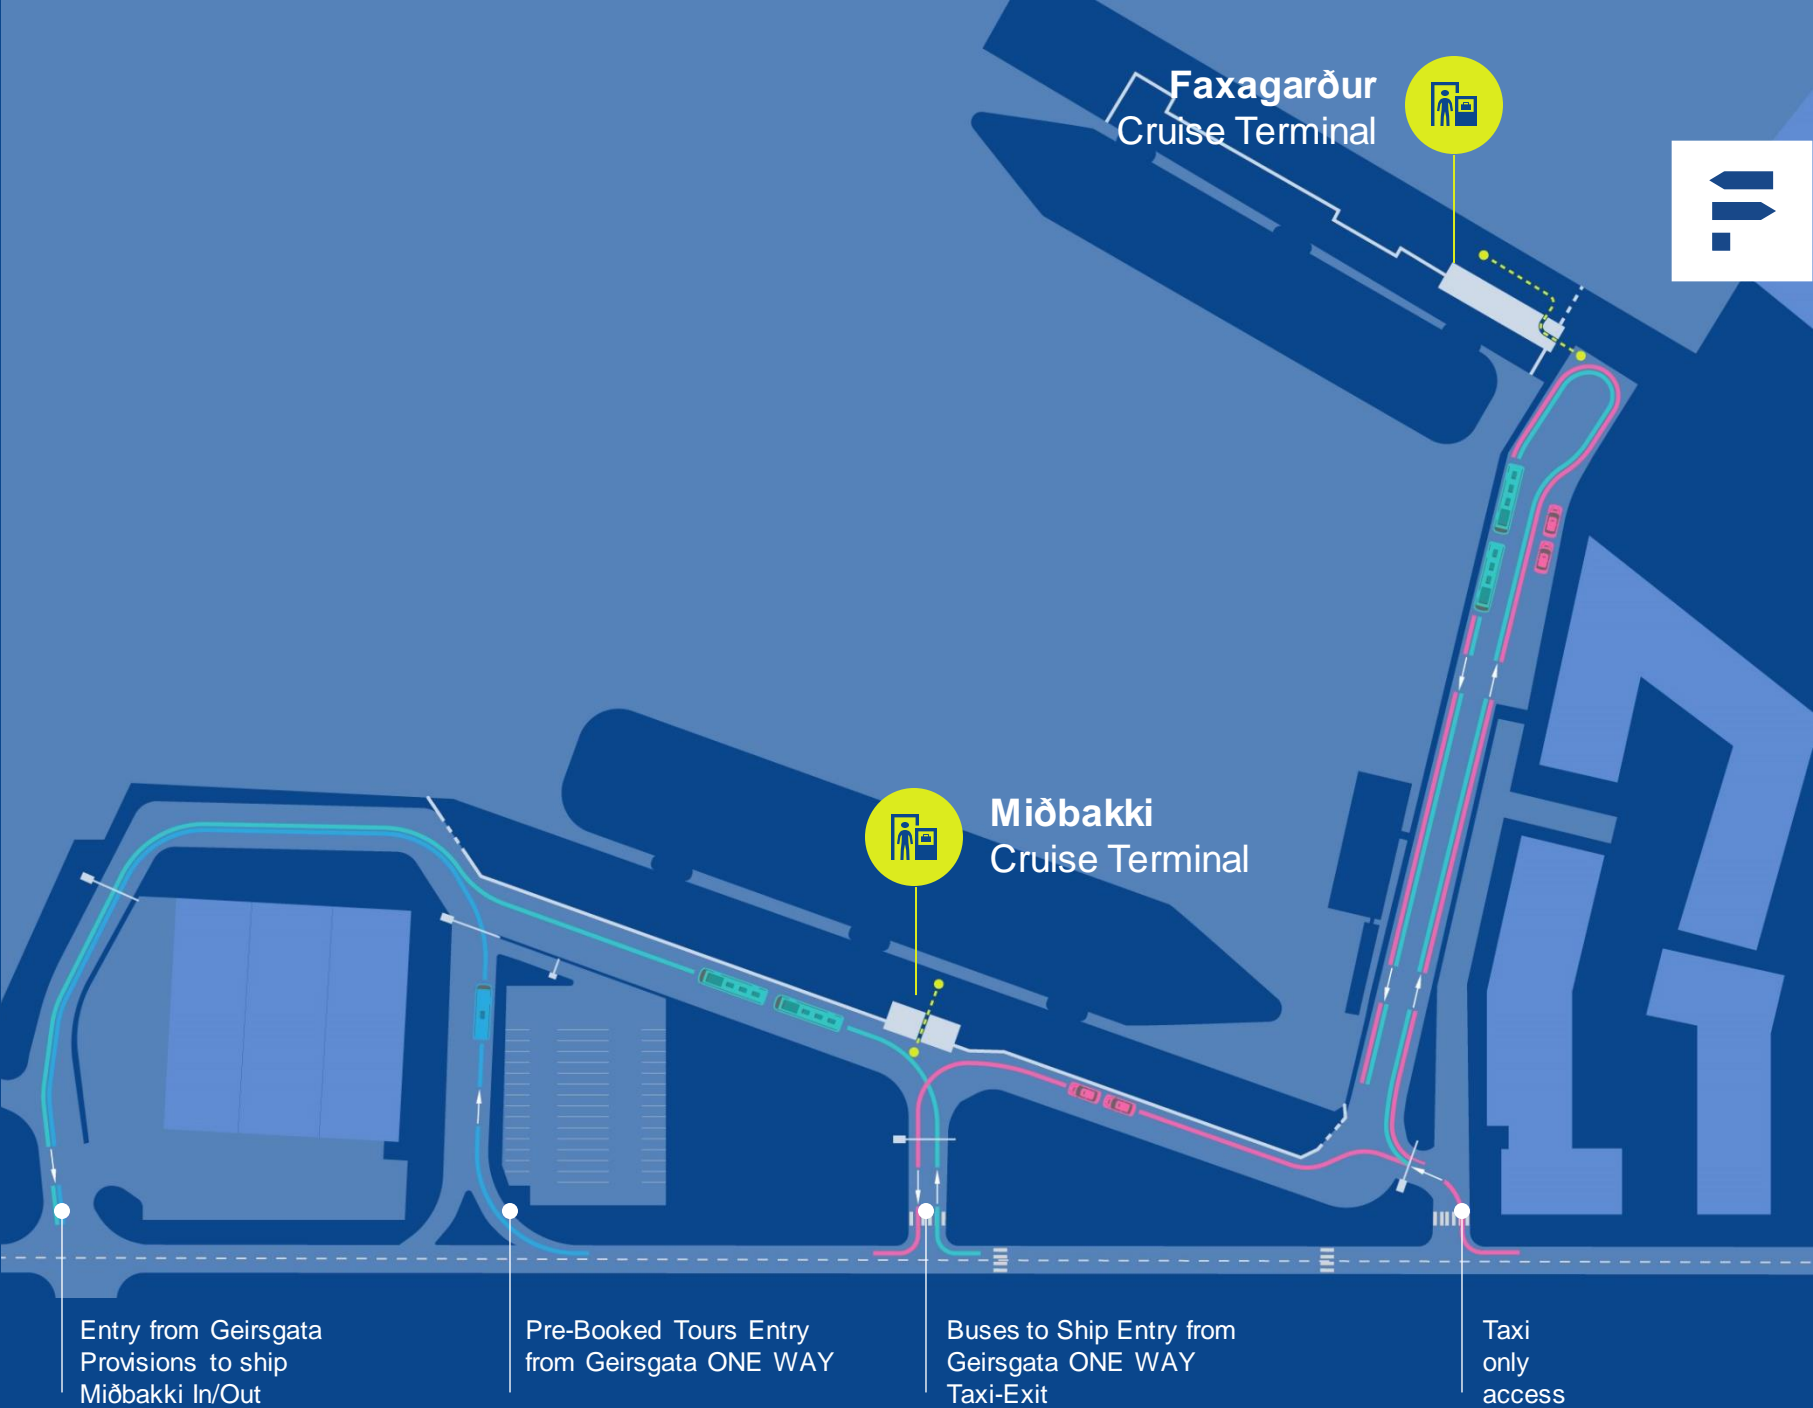 Faxagarður
Cruise Terminal
Miðbakki
Cruise Terminal
Entry from Geirsgata
Provisions to ship
Miðbakki In/Out
Pre-Booked Tours Entry
from Geirsgata ONE WAY
Buses to Ship Entry from
Geirsgata ONE WAY
Taxi-Exit
Taxi
only
access